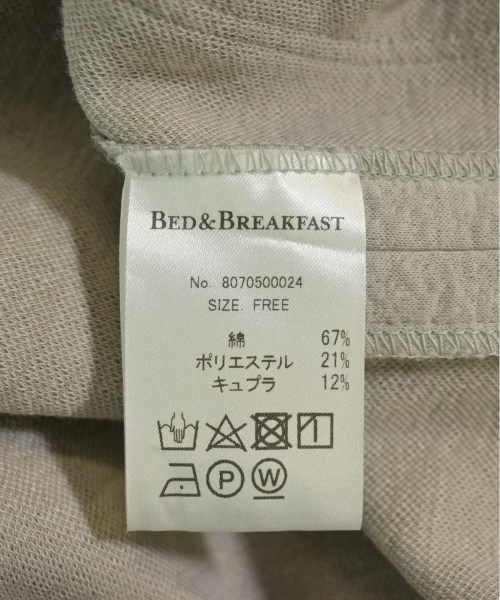 BED&BREAKFAST
No. 8070500024
SIZE. FREE
綿 67%
ポリエステル 21%
キュプラ 12%
P W